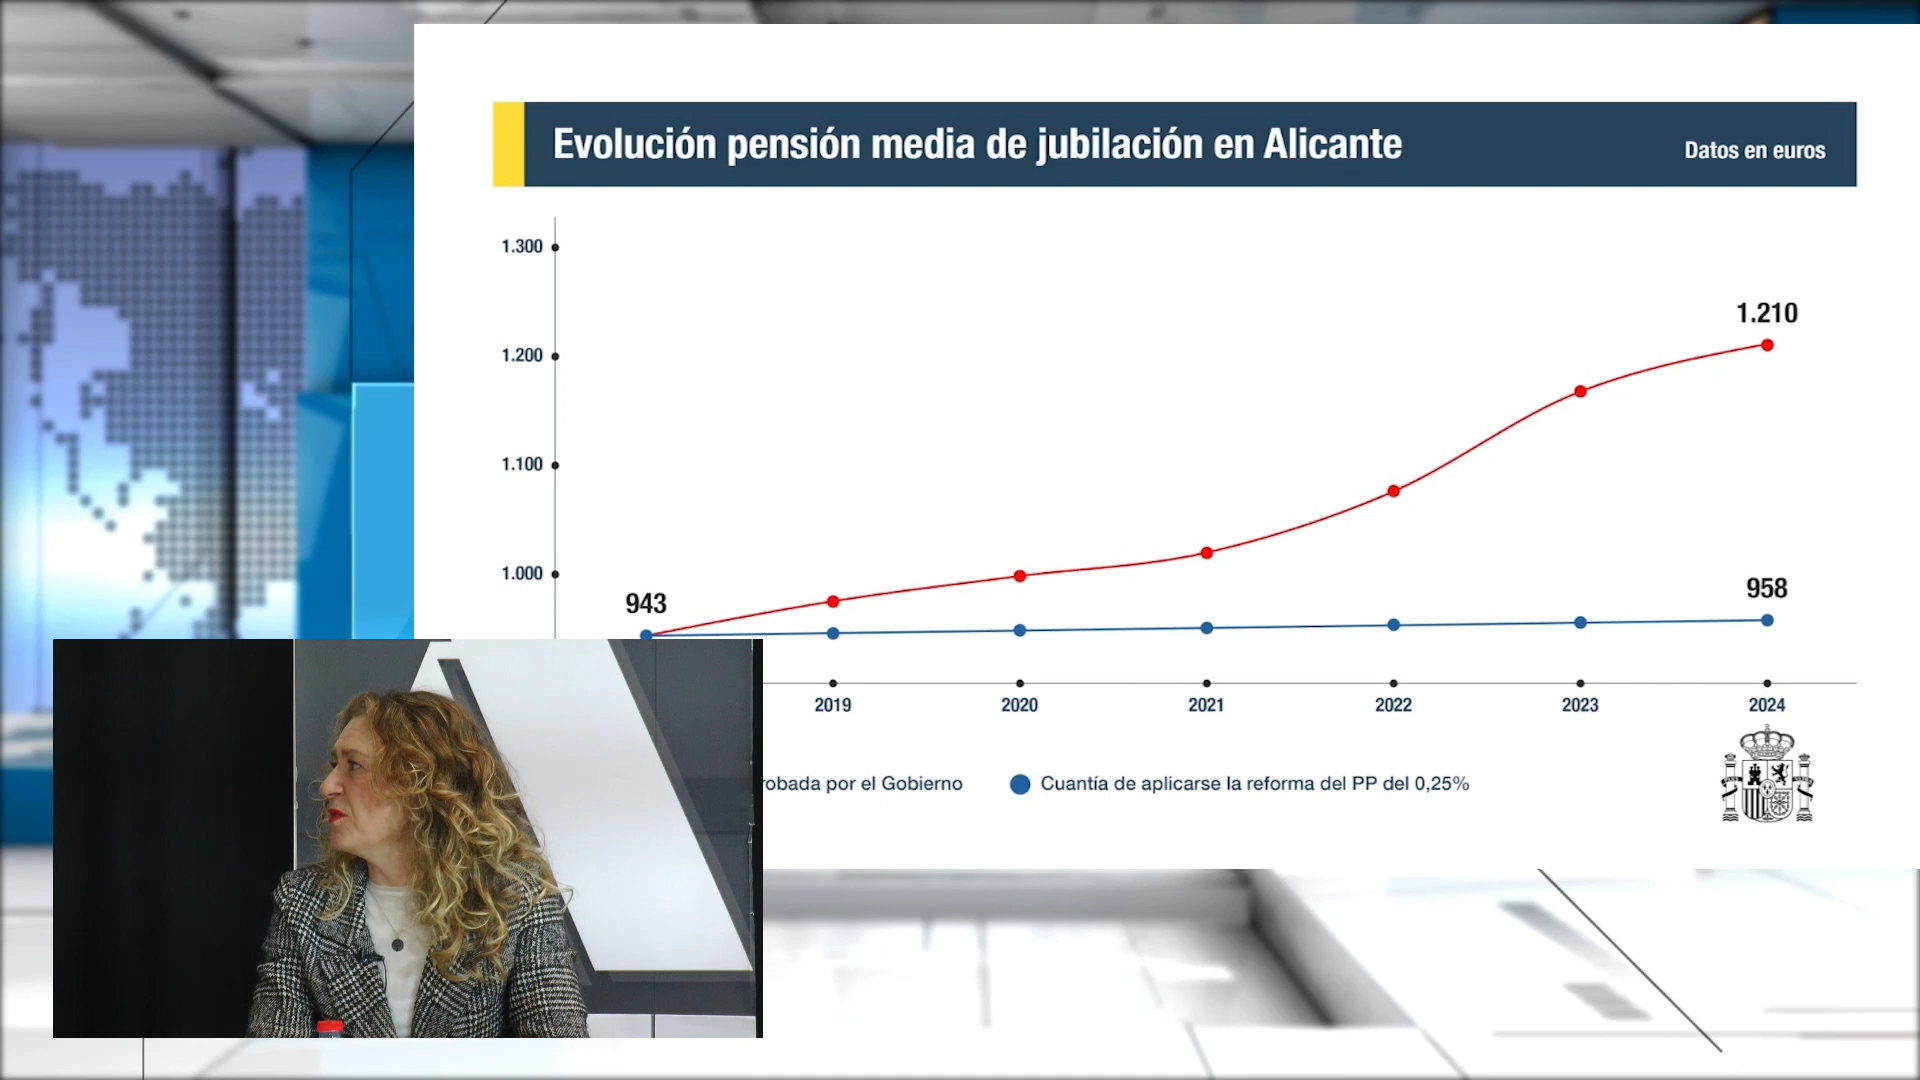 Evolución pensión media de jubilación en Alicante
Datos en euros
1.300
1.210
1.200
1.100
1.000
943
958
2019 2020 2021 2022 2023 2024
por el Gobierno
Cuantía de aplicarse la reforma del PP del 0,25%